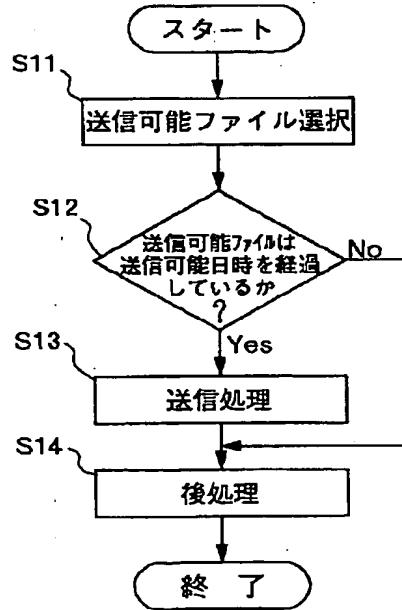 スタート
S11
送信可能ファイル選択
S12
送信可能ファイルは
送信可能日時を経過
しているか
?
No
Yes
S13
送信処理
S14
後処理
終 了